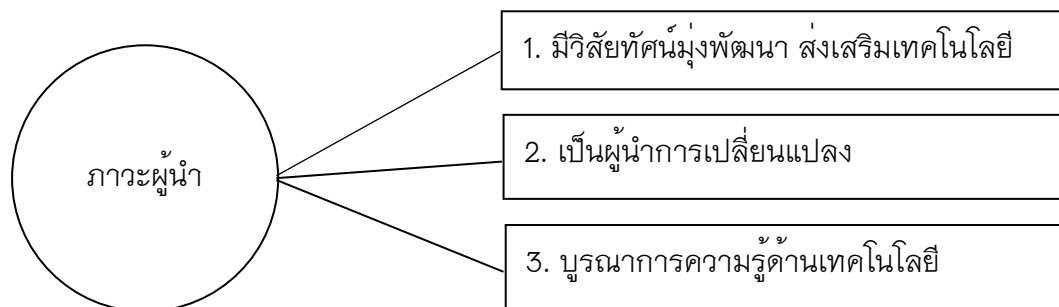 1. มีวิสัยทัศน์มุ่งพัฒนา ส่งเสริมเทคโนโลยี
ภาวะผู้นำ
2. เป็นผู้นำการเปลี่ยนแปลง
3. บูรณาการความรู้ด้านเทคโนโลยี